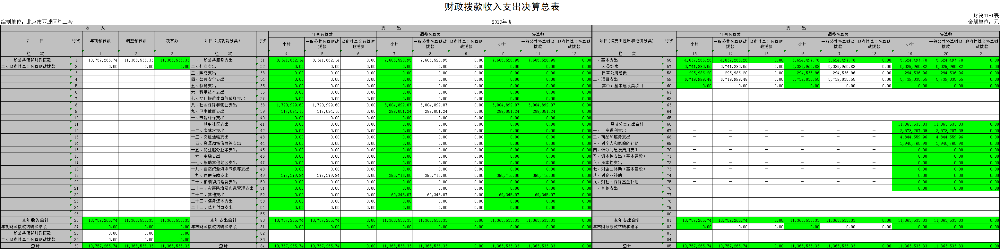 财政拨款收入支出决算总表
财决01-1表
编制单位：北京市西城区总工会 2019年度 金额单位：元
收 入 支 出 支 出
项 目 行次 年初预算数 调整预算数 决算数 项目（按功能分类） 行次 年初预算数 调整预算数 决算数 项目(按支出性质和经济分类) 行次 年初预算数 调整预算数 决算数
小计 一般公共预算财政拨款 政府性基金预算财政拨款 小计 一般公共预算财政拨款 政府性基金预算财政拨款 小计 一般公共预算财政拨款 政府性基金预算财政拨款 小计 一般公共预算财政拨款 政府性基金预算财政拨款 小计 一般公共预算财政拨款 政府性基金预算财政拨款 小计 一般公共预算财政拨款 政府性基金预算财政拨款
栏 次 1 2 3 栏 次 4 5 6 7 8 9 10 11 12 栏 次 13 14 15 16 17 18 19 20 21
一、一般公共预算财政拨款 1 10,757,265.74 11,363,533.33 11,363,533.33 一、一般公共服务支出 31 8,341,862.14 8,341,862.14 0.00 7,605,528.95 7,605,528.95 0.00 7,605,528.95 7,605,528.95 0.00 一、基本支出 56 4,037,266.26 4,037,266.26 0.00 5,624,497.78 5,624,497.78 0.00 5,624,497.78 5,624,497.78 0.00
二、政府性基金预算财政拨款 2 0.00 0.00 0.00 二、外交支出 32 0.00 0.00 0.00 0.00 0.00 0.00 0.00 0.00 0.00 人员经费 57 3,741,280.06 3,741,280.06 0.00 5,329,960.82 5,329,960.82 0.00 5,329,960.82 5,329,960.82 0.00
3 三、国防支出 33 0.00 0.00 0.00 0.00 0.00 0.00 0.00 0.00 0.00 日常公用经费 58 295,986.20 295,986.20 0.00 294,536.96 294,536.96 0.00 294,536.96 294,536.96 0.00
4 四、公共安全支出 34 0.00 0.00 0.00 0.00 0.00 0.00 0.00 0.00 0.00 二、项目支出 59 6,719,999.48 6,719,999.48 0.00 5,739,035.55 5,739,035.55 0.00 5,739,035.55 5,739,035.55 0.00
5 五、教育支出 35 0.00 0.00 0.00 0.00 0.00 0.00 0.00 0.00 0.00 其中：基本建设类项目 60 0.00 0.00 0.00 0.00 0.00 0.00 0.00 0.00 0.00
6 六、科学技术支出 36 0.00 0.00 0.00 0.00 0.00 0.00 0.00 0.00 0.00 61
7 七、文化旅游体育与传媒支出 37 0.00 0.00 0.00 0.00 0.00 0.00 0.00 0.00 0.00 62
8 八、社会保障和就业支出 38 1,720,999.60 1,720,999.60 0.00 3,004,892.07 3,004,892.07 0.00 3,004,892.07 3,004,892.07 0.00 63
9 九、卫生健康支出 39 317,024.16 317,024.16 0.00 288,051.24 288,051.24 0.00 288,051.24 288,051.24 0.00 64
10 十、节能环保支出 40 0.00 0.00 0.00 0.00 0.00 0.00 0.00 0.00 0.00 65
11 十一、城乡社区支出 41 0.00 0.00 0.00 0.00 0.00 0.00 0.00 0.00 0.00 经济分类支出合计 66 — — — — — — 11,363,533.33 11,363,533.33 0.00
12 十二、农林水支出 42 0.00 0.00 0.00 0.00 0.00 0.00 0.00 0.00 0.00 一、工资福利支出 67 — — — — — — 2,578,207.39 2,578,207.39 0.00
13 十三、交通运输支出 43 0.00 0.00 0.00 0.00 0.00 0.00 0.00 0.00 0.00 二、商品和服务支出 68 — — — — — — 4,844,559.96 4,844,559.96 0.00
14 十四、资源勘探信息等支出 44 0.00 0.00 0.00 0.00 0.00 0.00 0.00 0.00 0.00 三、对个人和家庭的补助 69 — — — — — — 3,940,765.98 3,940,765.98 0.00
15 十五、商业服务业等支出 45 0.00 0.00 0.00 0.00 0.00 0.00 0.00 0.00 0.00 四、债务利息及费用支出 70 — — — — — — 0.00 0.00 0.00
16 十六、金融支出 46 0.00 0.00 0.00 0.00 0.00 0.00 0.00 0.00 0.00 五、资本性支出（基本建设） 71 — — — — — — 0.00 0.00 0.00
17 十七、援助其他地区支出 47 0.00 0.00 0.00 0.00 0.00 0.00 0.00 0.00 0.00 六、资本性支出 72 — — — — — — 0.00 0.00 0.00
18 十八、自然资源海洋气象等支出 48 0.00 0.00 0.00 0.00 0.00 0.00 0.00 0.00 0.00 七、对企业补助（基本建设） 73 — — — — — — 0.00 0.00 0.00
19 十九、住房保障支出 49 377,379.84 377,379.84 0.00 395,716.00 395,716.00 0.00 395,716.00 395,716.00 0.00 八、对企业补助 74 — — — — — — 0.00 0.00 0.00
20 二十、粮油物资储备支出 50 0.00 0.00 0.00 0.00 0.00 0.00 0.00 0.00 0.00 九、对社会保障基金补助 75 — — — — — — 0.00 0.00 0.00
21 二十一、灾害防治及应急管理支出 51 0.00 0.00 0.00 0.00 0.00 0.00 0.00 0.00 0.00 十、其他支出 76 — — — — — — 0.00 0.00 0.00
22 二十二、其他支出 52 0.00 0.00 0.00 69,345.07 69,345.07 0.00 69,345.07 69,345.07 0.00 77
23 二十三、债务还本支出 53 0.00 0.00 0.00 0.00 0.00 0.00 0.00 0.00 0.00 78
24 二十四、债务付息支出 54 0.00 0.00 0.00 0.00 0.00 0.00 0.00 0.00 0.00 79
25 55 80
本年收入合计 26 10,757,265.74 11,363,533.33 11,363,533.33 本年支出合计 80 10,757,265.74 10,757,265.74 0.00 11,363,533.33 11,363,533.33 0.00 11,363,533.33 11,363,533.33 0.00 本年支出合计 81 10,757,265.74 10,757,265.74 0.00 11,363,533.33 11,363,533.33 0.00 11,363,533.33 11,363,533.33 0.00
年初财政拨款结转和结余 27 0.00 0.00 0.00 年末财政拨款结转和结余 81 0.00 0.00 0.00 0.00 0.00 0.00 0.00 0.00 0.00 年末财政拨款结转和结余 82 0.00 0.00 0.00 0.00 0.00 0.00 0.00 0.00 0.00
一、一般公共预算财政拨款 28 0.00 0.00 0.00 82 83
二、政府性基金预算财政拨款 29 0.00 0.00 0.00 83 84
总计 30 10,757,265.74 11,363,533.33 11,363,533.33 总计 84 10,757,265.74 10,757,265.74 0.00 11,363,533.33 11,363,533.33 0.00 11,363,533.33 11,363,533.33 0.00 总计 85 10,757,265.74 10,757,265.74 0.00 11,363,533.33 11,363,533.33 0.00 11,363,533.33 11,363,533.33 0.00